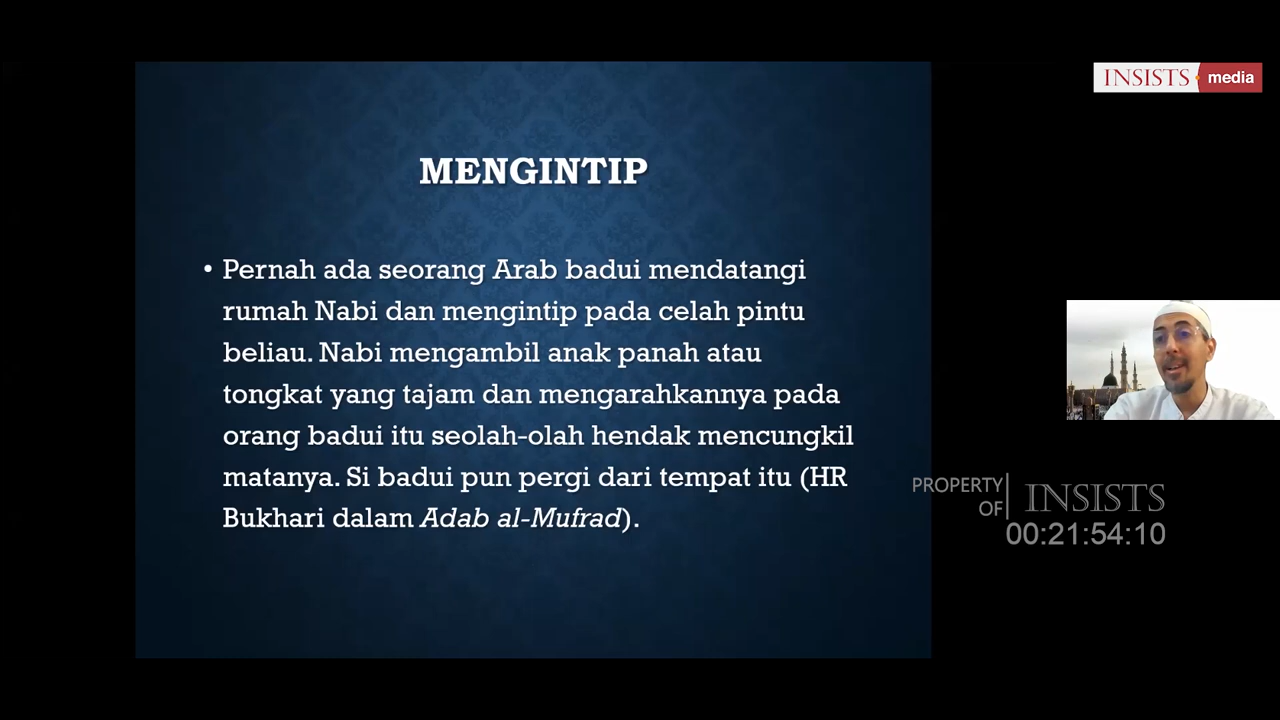 INSISTS media
MENGINTIP
• Pernah ada seorang Arab badui mendatangi
rumah Nabi dan mengintip pada celah pintu
beliau. Nabi mengambil anak panah atau
tongkat yang tajam dan mengarahkannya pada
orang badui itu seolah-olah hendak mencungkil
matanya. Si badui pun pergi dari tempat itu (HR
Bukhari dalam Adab al-Mufrad).
PROPERTY OF INSISTS
00:21:54:10